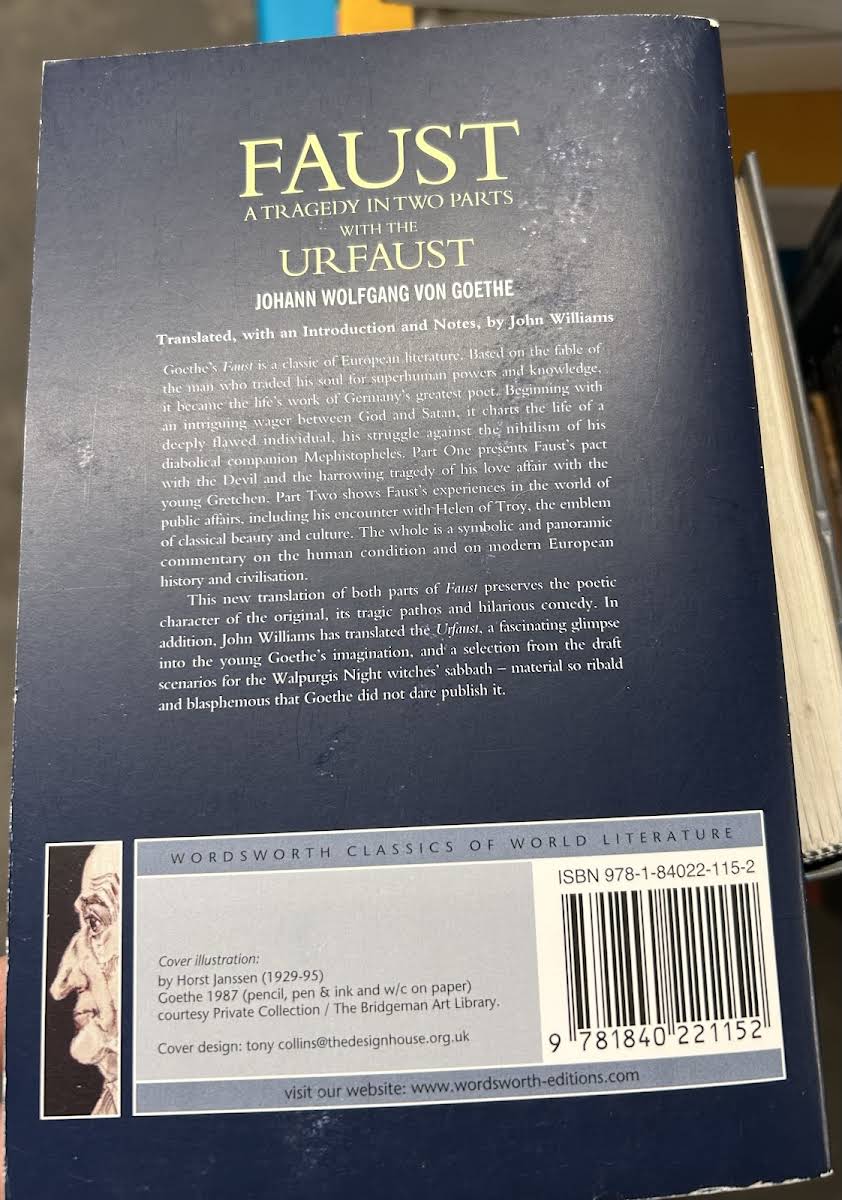 FAUST
A TRAGEDY IN TWO PARTS
WITH THE
URFAUST
JOHANN WOLFGANG VON GOETHE
Translated, with an Introduction and Notes, by John Williams
Goethe's Faust is a classic of European literature. Based on the fable of
the man who traded his soul for superhuman powers and knowledge,
it became the life's work of Germany's greatest poet. Beginning with
an intriguing wager between God and Satan, it charts the life of a
deeply flawed individual, his struggle against the nihilism of his
diabolical companion Mephistopheles. Part One presents Faust's pact
with the Devil and the harrowing tragedy of his love affair with the
young Gretchen. Part Two shows Faust's experiences in the world of
public affairs, including his encounter with Helen of Troy, the emblem
of classical beauty and culture. The whole is a symbolic and panoramic
commentary on the human condition and on modern European
history and civilisation.
This new translation of both parts of Faust preserves the poetic
character of the original, its tragic pathos and hilarious comedy. In
addition, John Williams has translated the Urfaust, a fascinating glimpse
into the young Goethe's imagination, and a selection from the draft
scenarios for the Walpurgis Night witches' sabbath – material so ribald
and blasphemous that Goethe did not dare publish it.
WORDSWORTH CLASSICS OF WORLD LITERATURE
ISBN 978-1-84022-115-2
Cover illustration:
by Horst Janssen (1929-95)
Goethe 1987 (pencil, pen & ink and w/c on paper)
courtesy Private Collection / The Bridgeman Art Library.
Cover design: tony collins@thedesignhouse.org.uk
9 781840 221152
visit our website: www.wordsworth-editions.com